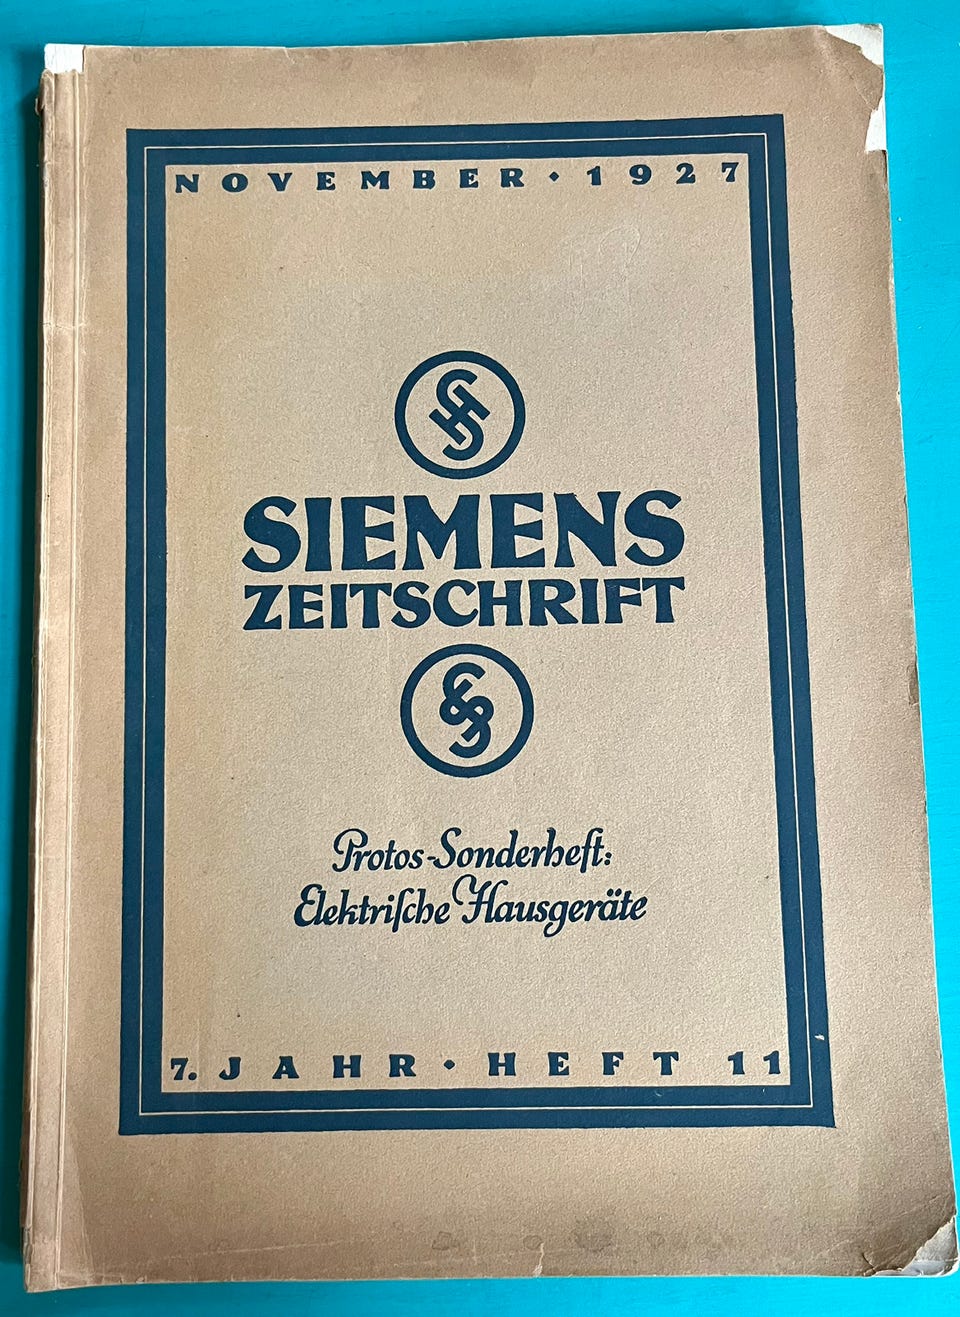 NOVEMBER · 1927
SIEMENS
ZEITSCHRIFT
Protos-Sonderheft:
Elektriſche Hausgeräte
7. JAHR · HEFT 11